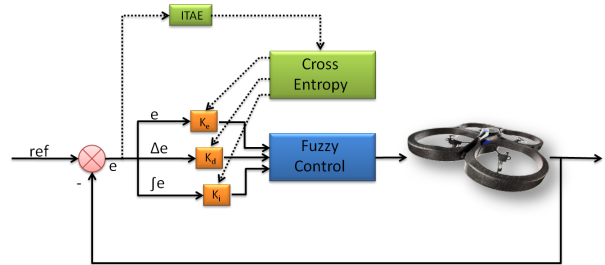 ITAE
Cross
Entropy
e
Ke
ref
e
Δe
Kd
Fuzzy
Control
-
∫e
Ki